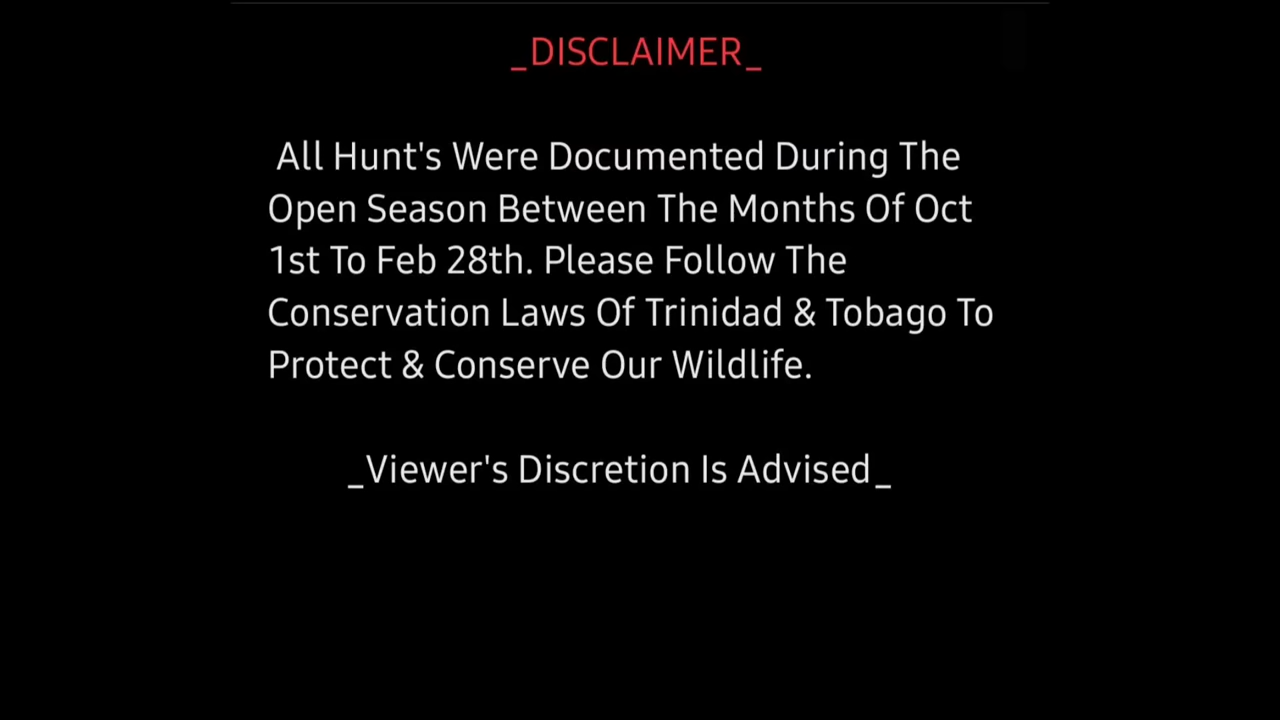 _DISCLAIMER_
All Hunt's Were Documented During The
Open Season Between The Months Of Oct
1st To Feb 28th. Please Follow The
Conservation Laws Of Trinidad & Tobago To
Protect & Conserve Our Wildlife.
_Viewer's Discretion Is Advised_